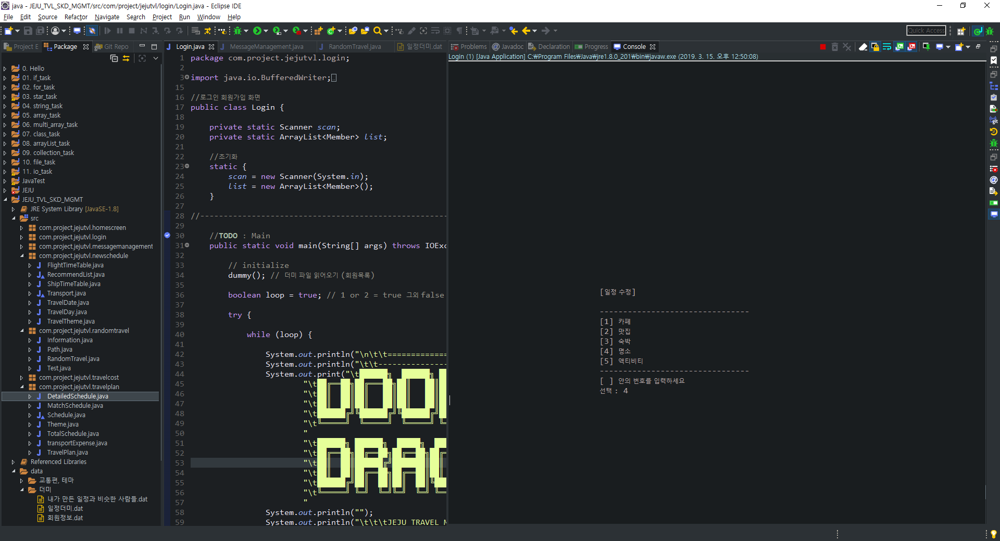 java - JEJU_TVL_SKD_MGMT/src/com/project/jejutvl/login/Login.java - Eclipse IDE
File Edit Source Refactor Navigate Search Project Run Window Help
Quick Access
Project E Package Git Repo
0. Hello
01. if_task
02. for_task
03. star_task
04. string_task
05. array_task
06. multi_array_task
07. class_task
08. arrayList_task
09. collection_task
10. file_task
11. io_task
JavaTest
JEJU
JEJU_TVL_SKD_MGMT
JRE System Library [JavaSE-1.8]
src
com.project.jejutvl.homescreen
com.project.jejutvl.login
com.project.jejutvl.messagemanagement
com.project.jejutvl.newschedule
FlightTimeTable.java
RecommendList.java
ShipTimeTable.java
Transport.java
TravelDate.java
TravelDay.java
TravelTheme.java
com.project.jejutvl.randomtravel
Information.java
Path.java
RandomTravel.java
Test.java
com.project.jejutvl.travelcost
com.project.jejutvl.travelplan
DetailedSchedule.java
MatchSchedule.java
Schedule.java
Theme.java
TotalSchedule.java
transportExpense.java
TravelPlan.java
Referenced Libraries
data
교통편, 테마
더미
내가 만든 일정과 비슷한 사람들.dat
일정더미.dat
회원정보.dat
Login.java MessageManagement.java RandomTravel.java 일정더미.dat
1 package com.project.jejutvl.login;
2
3 import java.io.BufferedWriter;
15
16 //로그인 회원가입 화면
17 public class Login {
18
19 private static Scanner scan;
20 private static ArrayList<Member> list;
21
22 //초기화
23 static {
24 scan = new Scanner(System.in);
25 list = new ArrayList<Member>();
26 }
27
28 //-----------------------------------------------------
29
30 //TODO : Main
31 public static void main(String[] args) throws IOExc
32
33 // initialize
34 dummy(); // 더미 파일 읽어오기 (회원목록)
35
36 boolean loop = true; // 1 or 2 = true 그외 false
37
38 try {
39
40 while (loop) {
41
42 System.out.println("\n\t\t=============
43 System.out.println("\t\t---------------
44 System.out.print("\t
45 "\t
46 "\t
47 "\t
48 "\t
49 "\t
50 "
51 "\t
52 "\t
53 "\t
54 "\t
55 "\t
56 "\t
57 "
58 System.out.println("");
59 System.out.println("\t\t\tJEJU TRAVEL M
Problems Javadoc Declaration Progress Console
Login (1) [Java Application] C:₩Program Files₩Java₩jre1.8.0_201₩bin₩javaw.exe (2019. 3. 15. 오후 12:50:08)
[일정 수정]
--------------------------------
[1] 카페
[2] 맛집
[3] 숙박
[4] 명소
[5] 액티비티
--------------------------------
[ ] 안의 번호를 입력하세요
선택 : 4